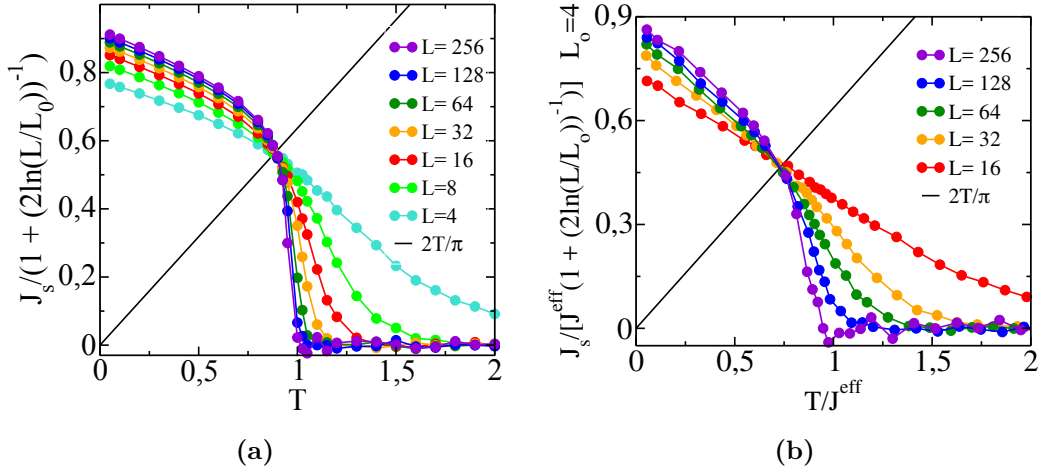 J_s/(1 + (2ln(L/L_0))^-1)
0.8
0.6
0.4
0.2
0
0
0,5
1
1,5
2
T
L= 256
L= 128
L= 64
L= 32
L= 16
L=8
L=4
2T/π
(a)
J_s/[J^eff(1 + (2ln(L/L_o))^-1)] L_o=4
0,9
0,6
0,3
0
0
0,5
1
1,5
2
T/J^eff
L= 256
L= 128
L= 64
L= 32
L= 16
2T/π
(b)